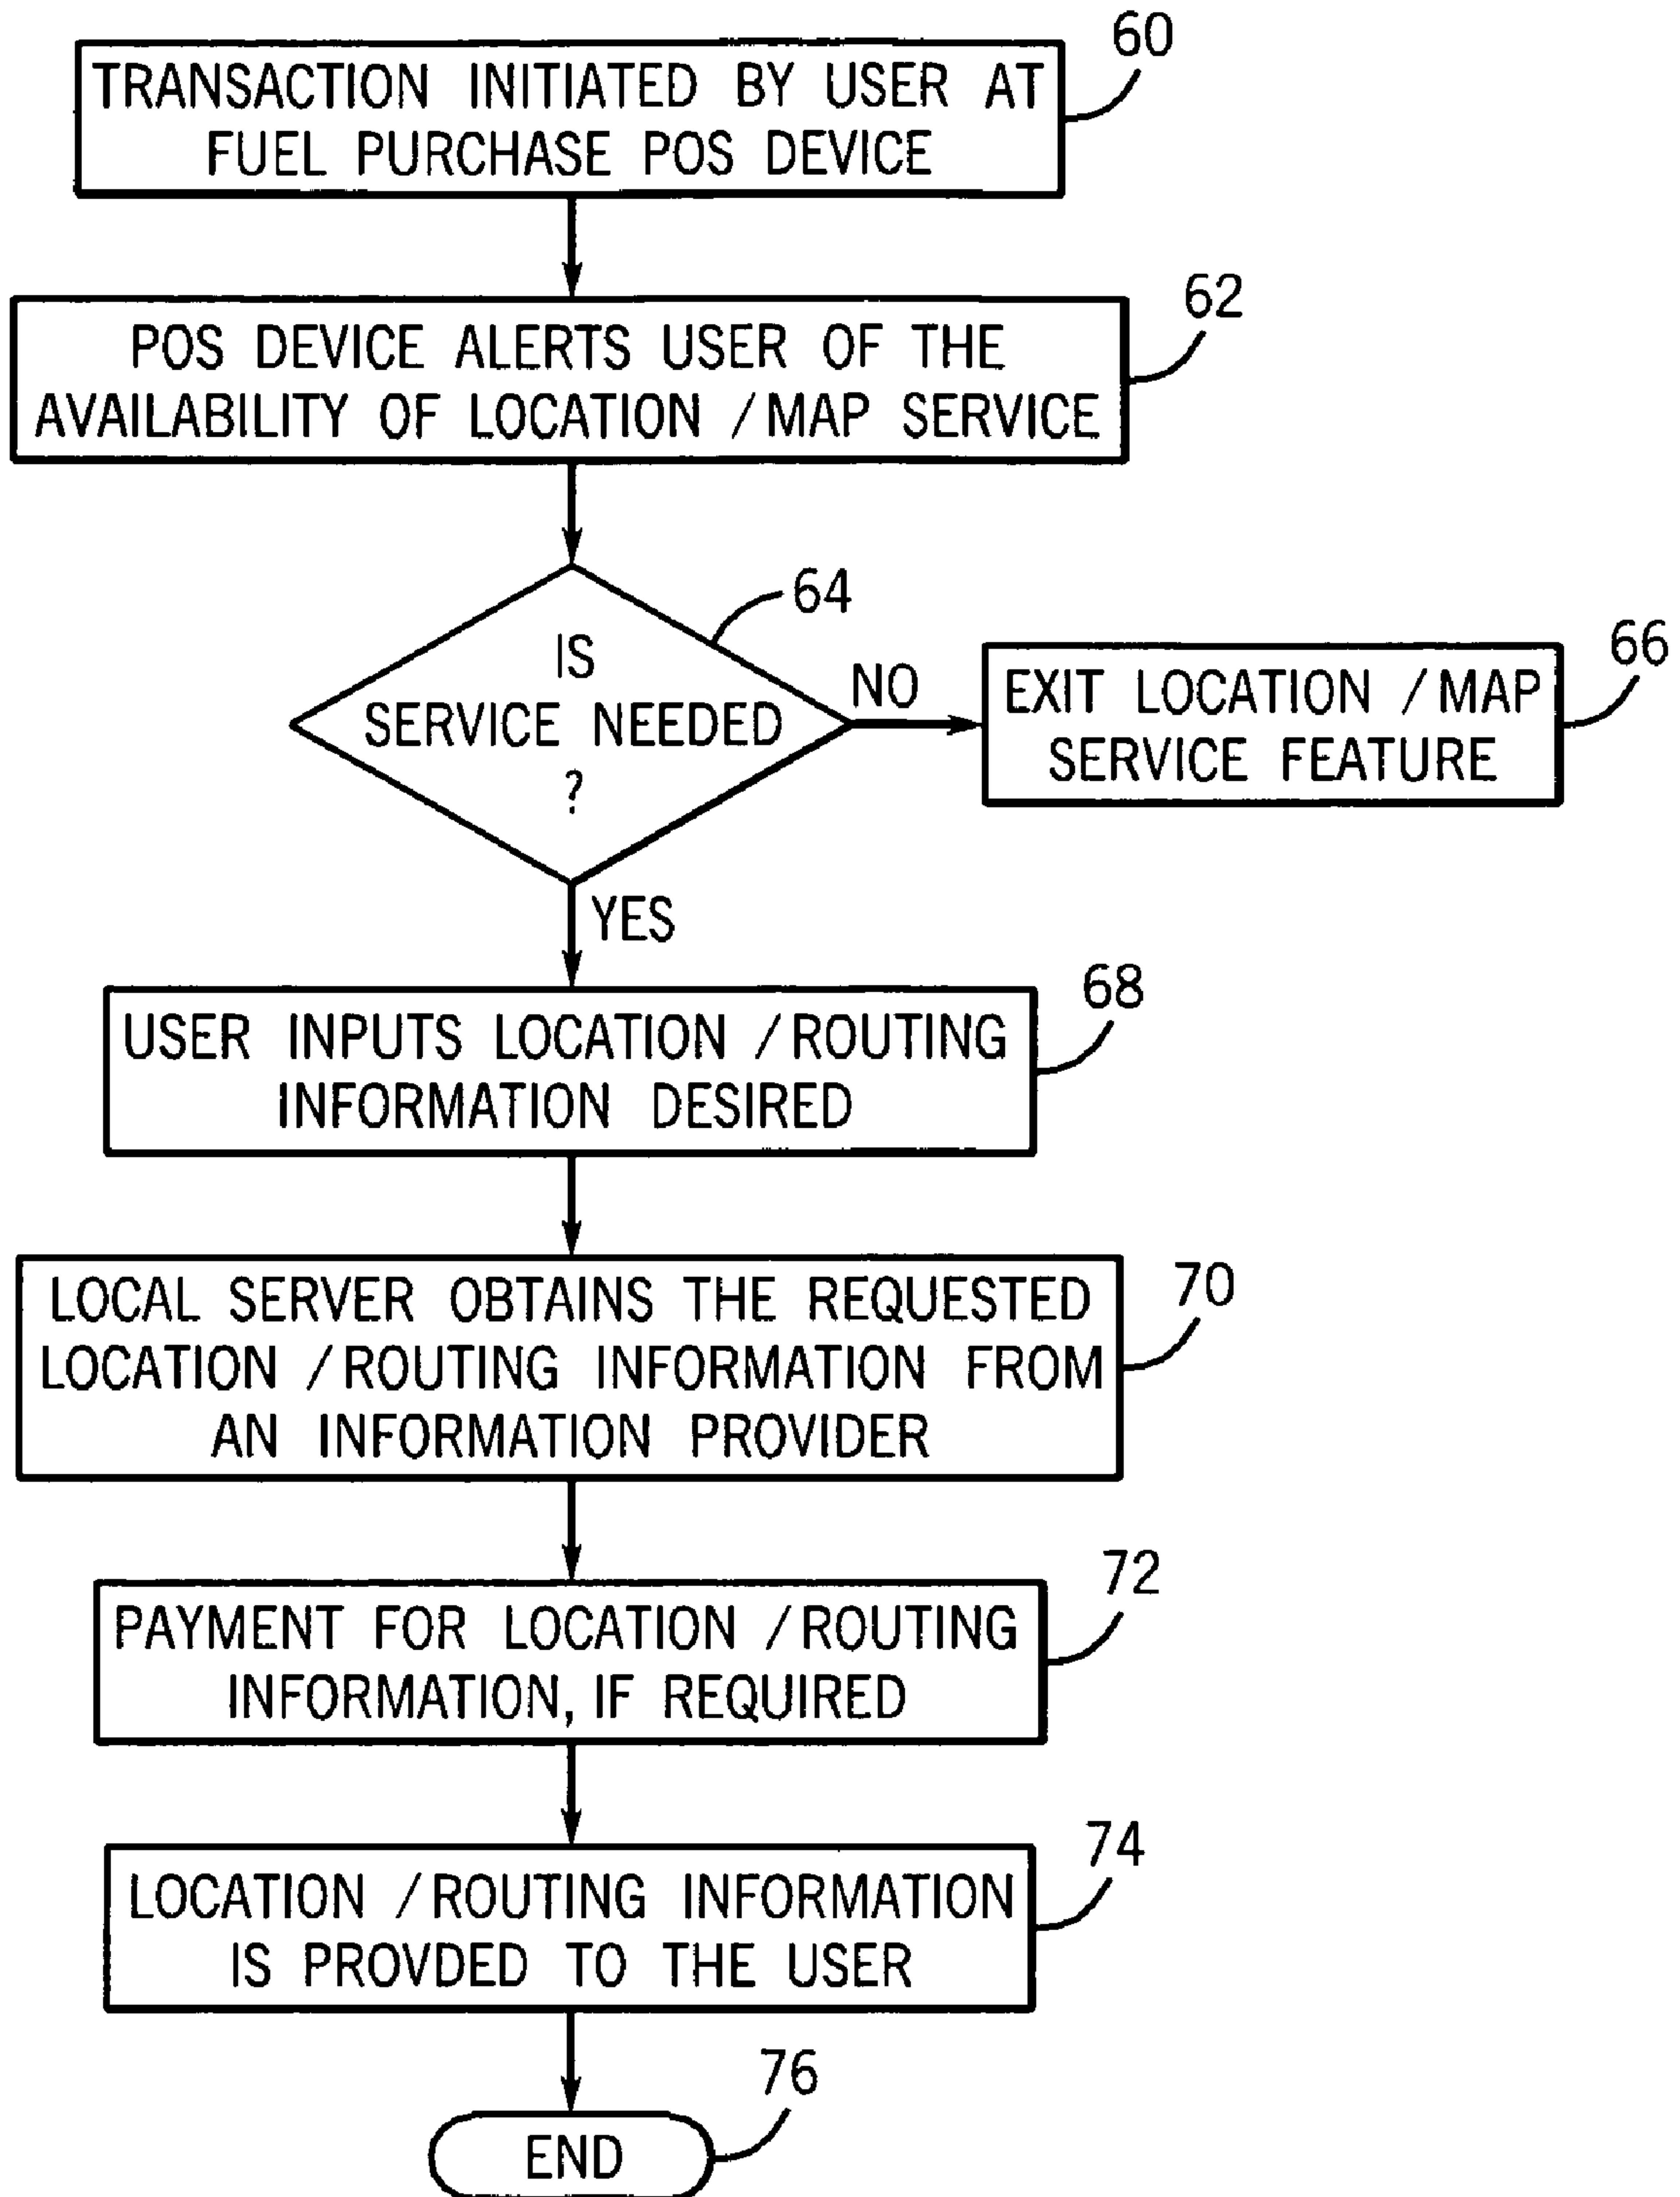 60
TRANSACTION INITIATED BY USER AT
FUEL PURCHASE POS DEVICE
62
POS DEVICE ALERTS USER OF THE
AVAILABILITY OF LOCATION /MAP SERVICE
64
IS
SERVICE NEEDED
?
NO
66
EXIT LOCATION /MAP
SERVICE FEATURE
YES
68
USER INPUTS LOCATION /ROUTING
INFORMATION DESIRED
70
LOCAL SERVER OBTAINS THE REQUESTED
LOCATION /ROUTING INFORMATION FROM
AN INFORMATION PROVIDER
72
PAYMENT FOR LOCATION /ROUTING
INFORMATION, IF REQUIRED
74
LOCATION /ROUTING INFORMATION
IS PROVDED TO THE USER
76
END